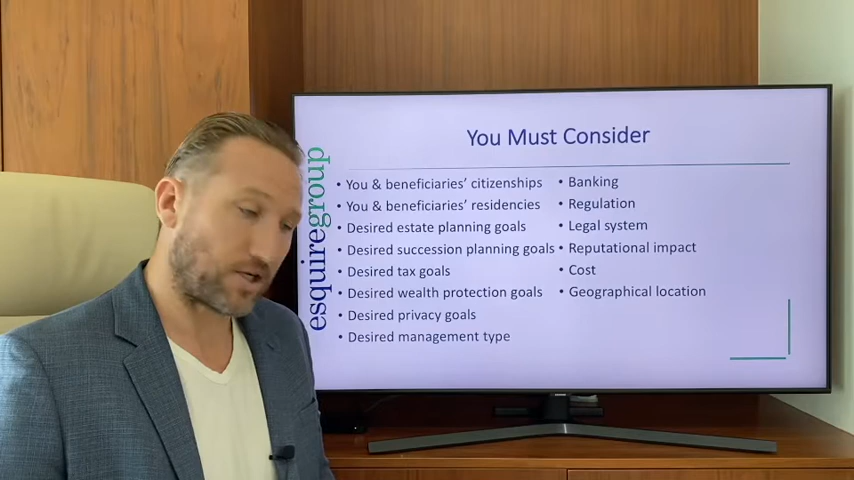 esquiregroup
You Must Consider
• You & beneficiaries' citizenships
• You & beneficiaries' residencies
• Desired estate planning goals
• Desired succession planning goals
• Desired tax goals
• Desired wealth protection goals
• Desired privacy goals
• Desired management type
• Banking
• Regulation
• Legal system
• Reputational impact
• Cost
• Geographical location